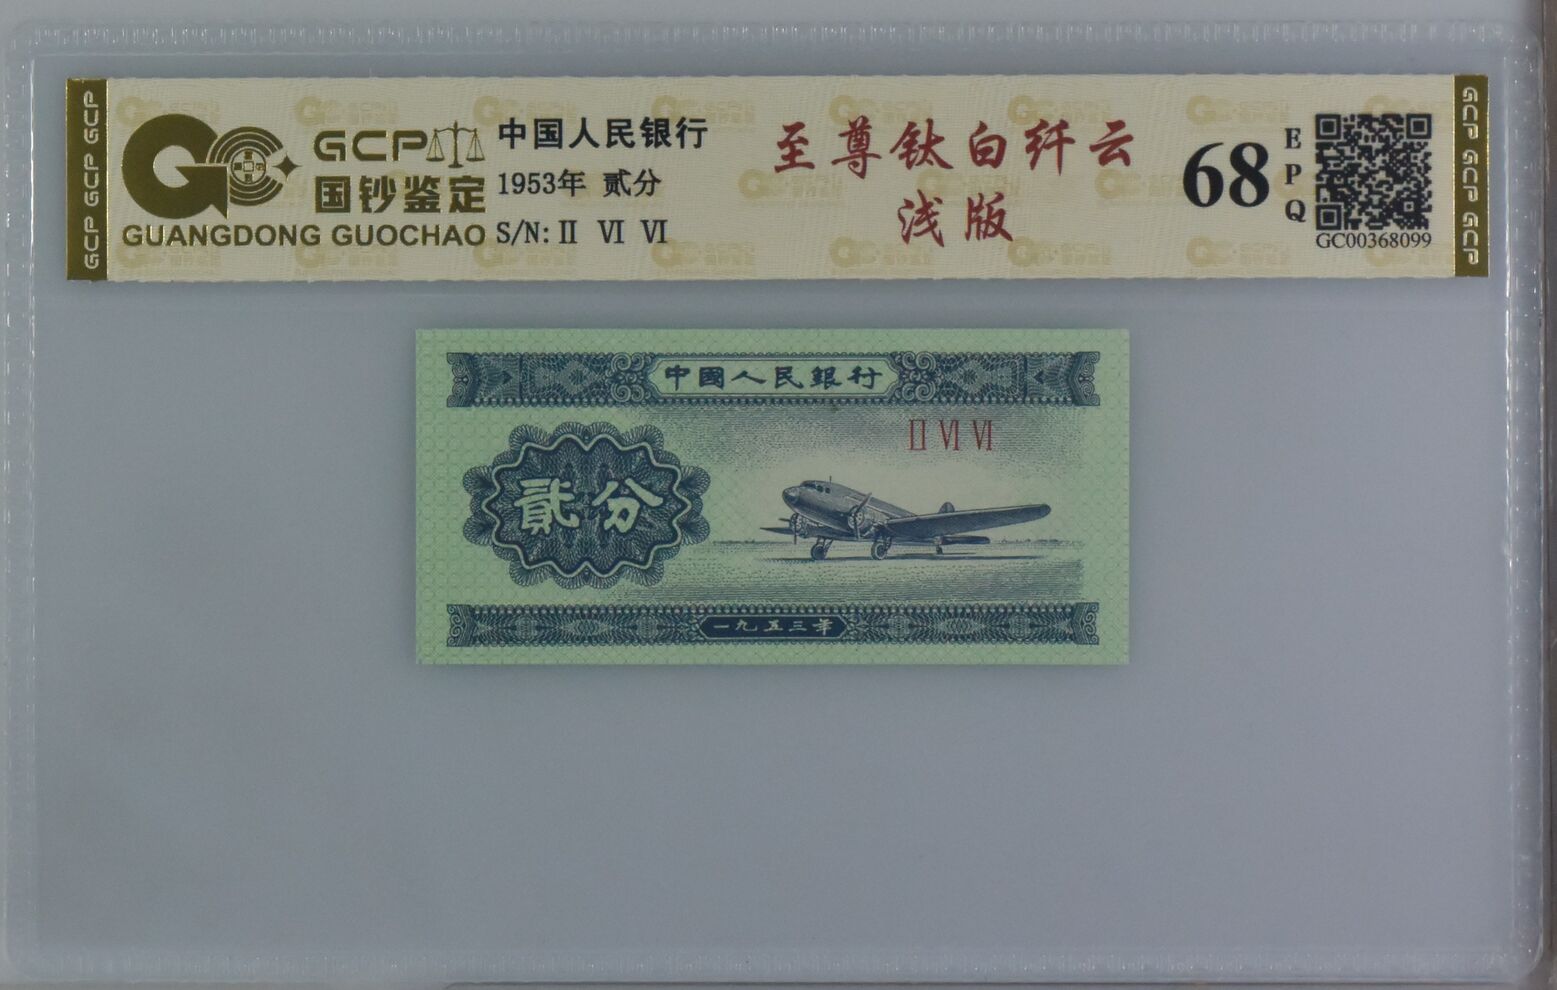 GCP GCP GCP
GCP
国钞鉴定
GUANGDONG GUOCHAO
中国人民银行
1953年 贰分
S/N: II VI VI
至尊钛白纤云
浅版
68
EPQ
GC00368099
GCP GCP GCP
中國人民銀行
II VI VI
貳分
一九五三年